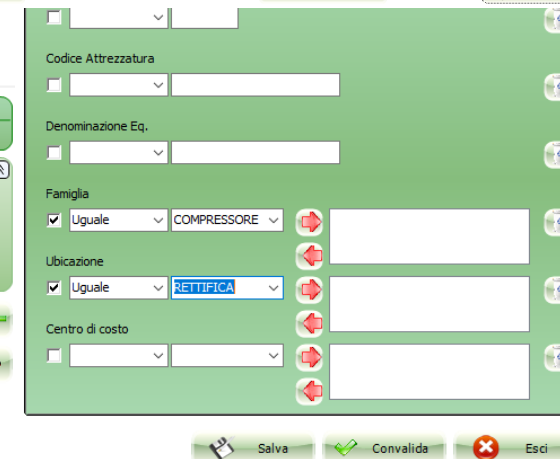 Codice Attrezzatura
Denominazione Eq.
Famiglia
Uguale COMPRESSORE
Ubicazione
Uguale RETTIFICA
Centro di costo
Salva Convalida Esci